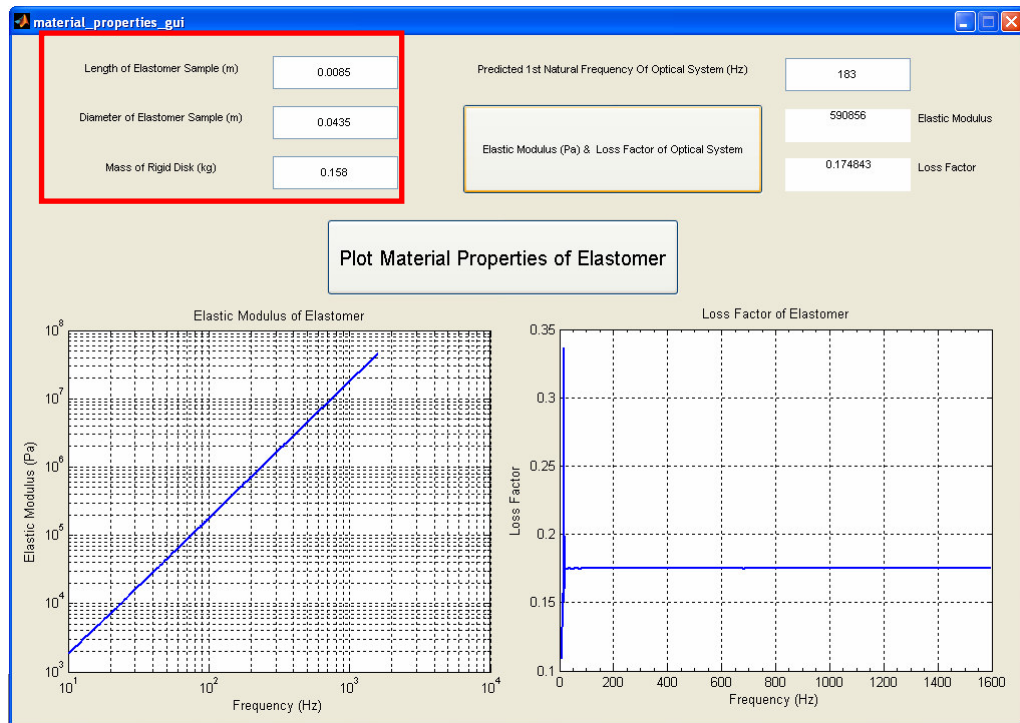 material_properties_gui
Length of Elastomer Sample (m)
0.0085
Diameter of Elastomer Sample (m)
0.0435
Mass of Rigid Disk (kg)
0.158
Predicted 1st Natural Frequency Of Optical System (Hz)
183
Elastic Modulus (Pa) & Loss Factor of Optical System
590856
Elastic Modulus
0.174843
Loss Factor
Plot Material Properties of Elastomer
Elastic Modulus of Elastomer
10^8
10^7
10^6
10^5
10^4
10^3
Elastic Modulus (Pa)
10^1
10^2
10^3
10^4
Frequency (Hz)
Loss Factor of Elastomer
0.35
0.3
0.25
0.2
0.15
0.1
Loss Factor
0
200
400
600
800
1000
1200
1400
1600
Frequency (Hz)